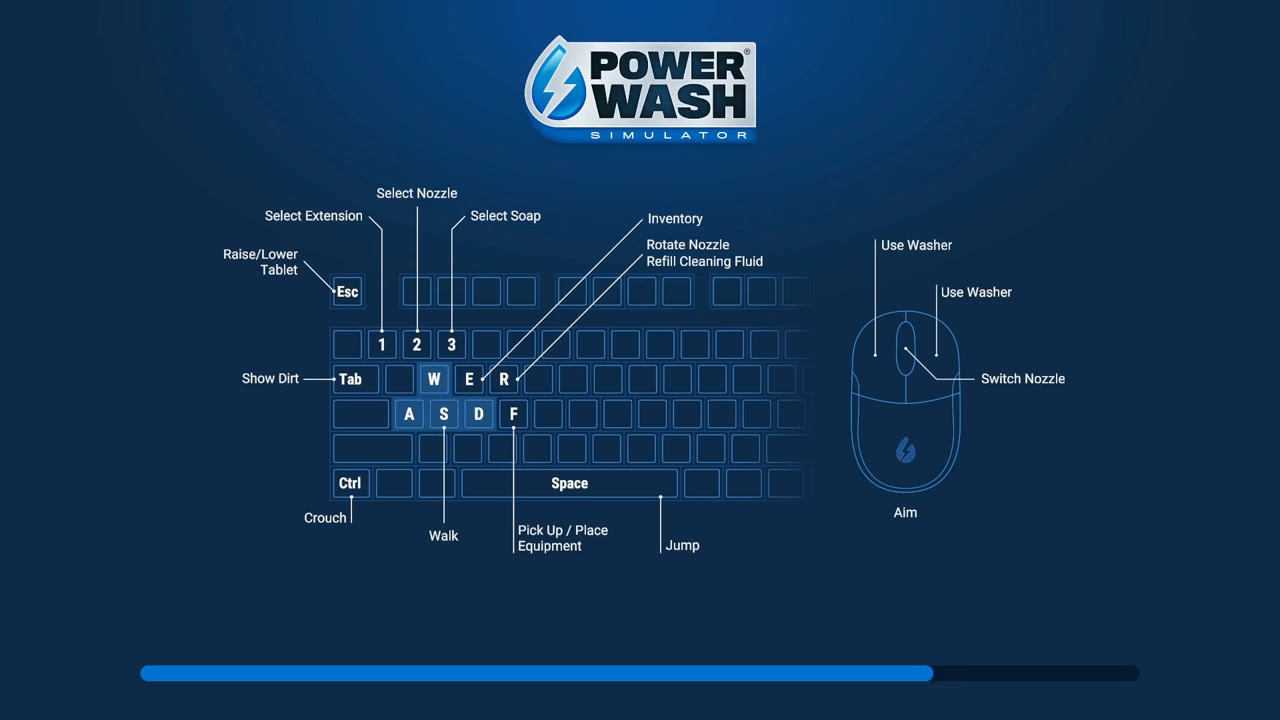 POWER®
WASH
SIMULATOR
Select Nozzle
Select Extension
Select Soap
Inventory
Raise/Lower
Tablet
Rotate Nozzle
Refill Cleaning Fluid
Use Washer
Use Washer
Esc
1 2 3
Show Dirt
Tab W E R
Switch Nozzle
A S D F
Ctrl Space
Crouch
Walk
Pick Up / Place
Equipment
Jump
Aim